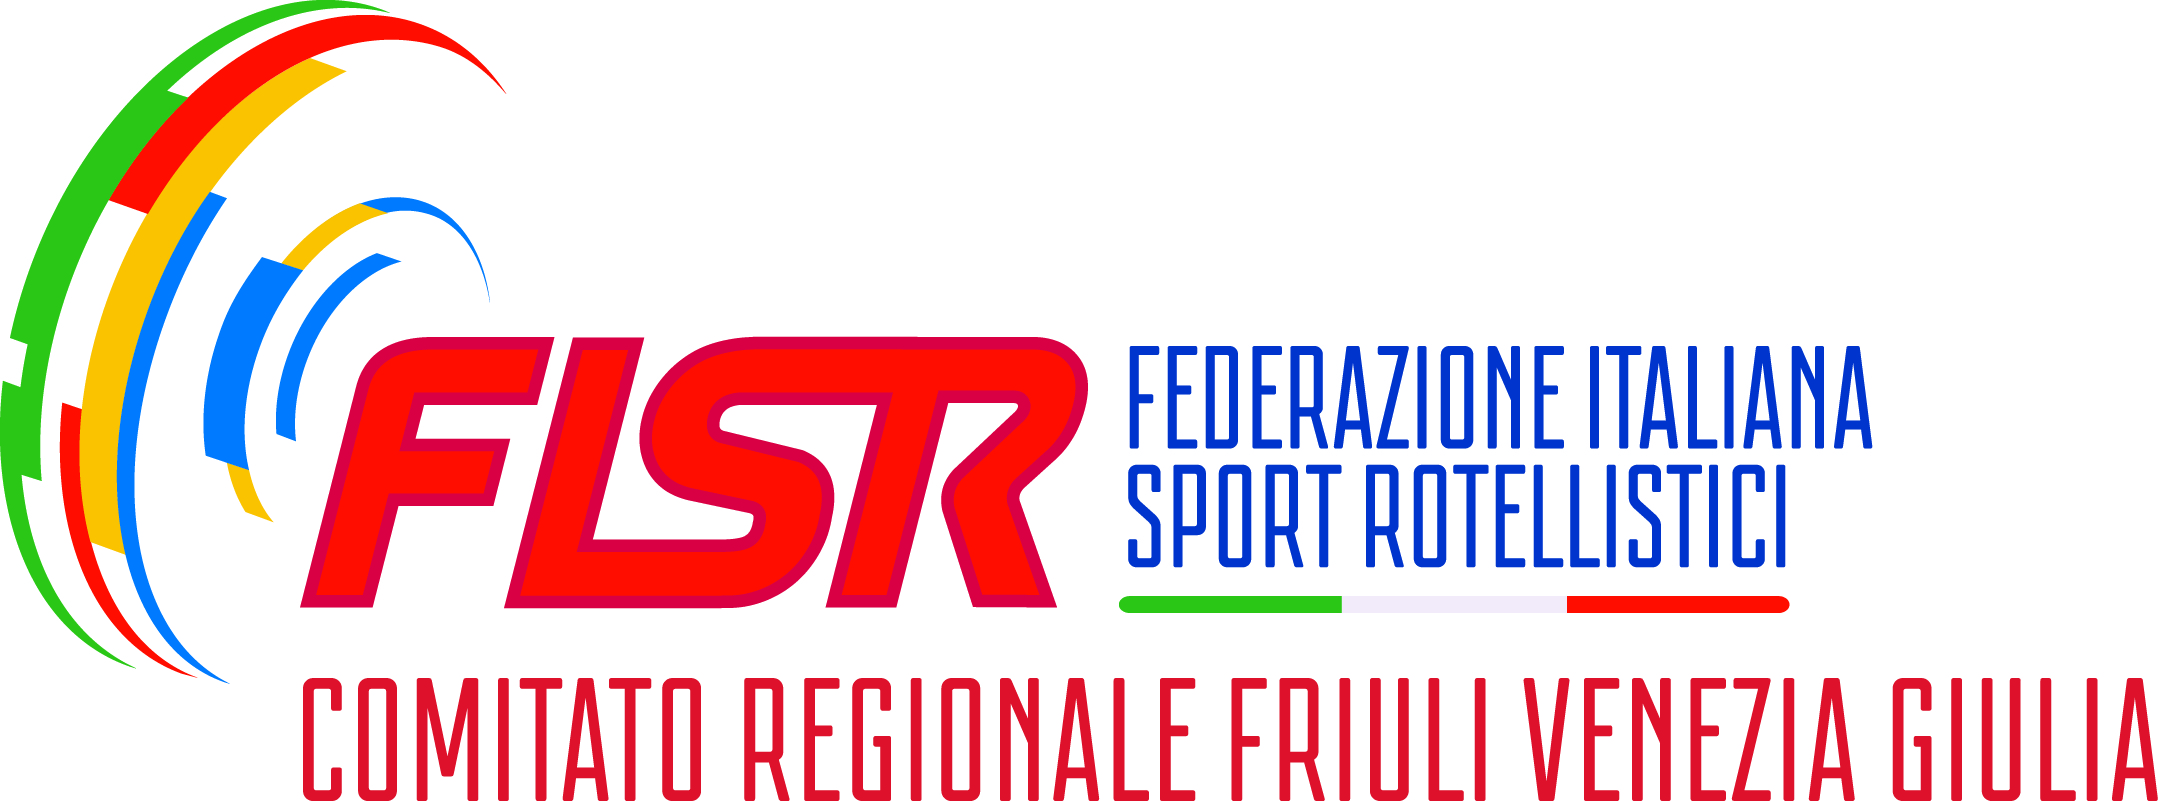 FISR
FEDERAZIONE ITALIANA
SPORT ROTELLISTICI
COMITATO REGIONALE FRIULI VENEZIA GIULIA